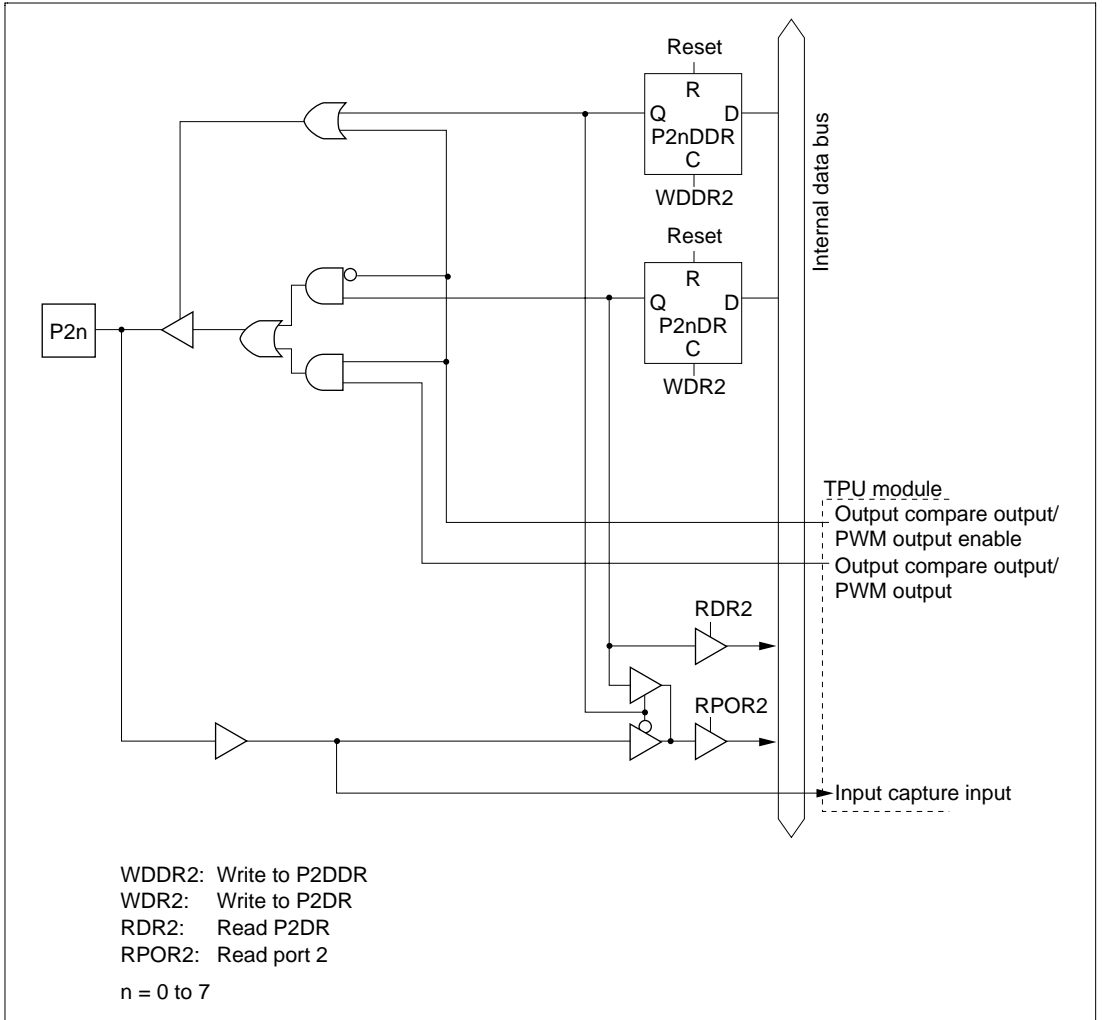 Reset
R
Q D
P2nDDR
C
WDDR2
Internal data bus
Reset
R
Q D
P2nDR
C
WDR2
P2n
TPU module
Output compare output/
PWM output enable
Output compare output/
PWM output
RDR2
RPOR2
Input capture input
WDDR2: Write to P2DDR
WDR2: Write to P2DR
RDR2: Read P2DR
RPOR2: Read port 2
n = 0 to 7